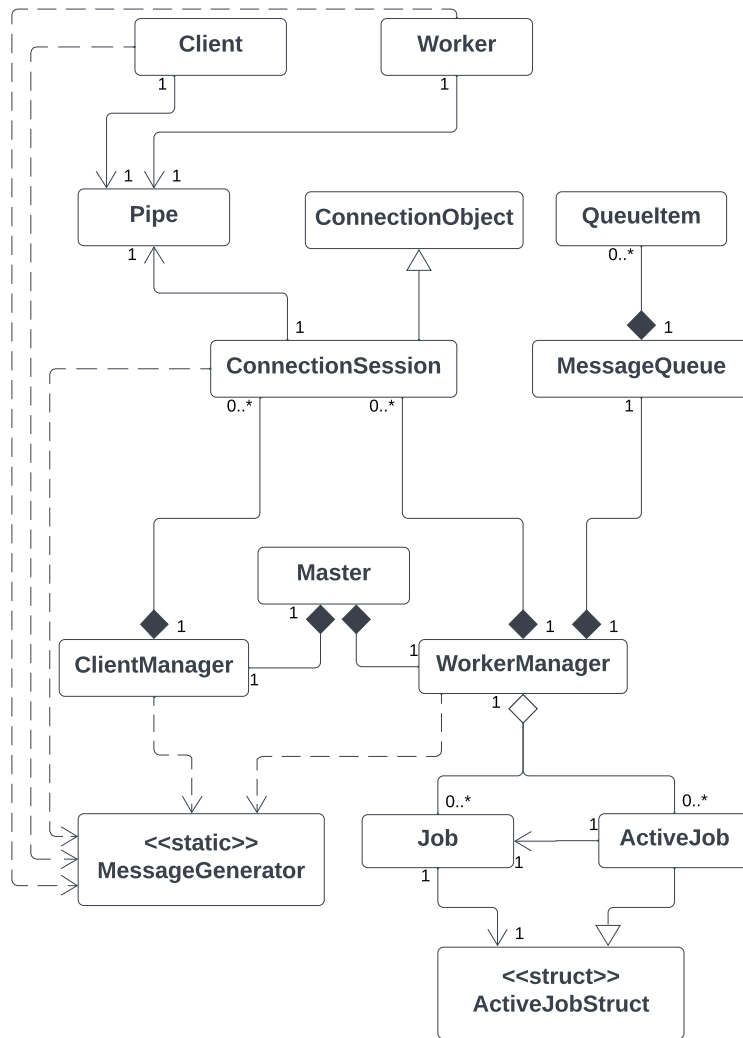 Client
Worker
1
1
1
1
Pipe
ConnectionObject
QueueItem
1
0..*
1
1
ConnectionSession
MessageQueue
0..*
0..*
1
Master
1
1
1
1
ClientManager
1
1
WorkerManager
1
0..*
0..*
<<static>>
MessageGenerator
Job
1
1
ActiveJob
1
1
<<struct>>
ActiveJobStruct